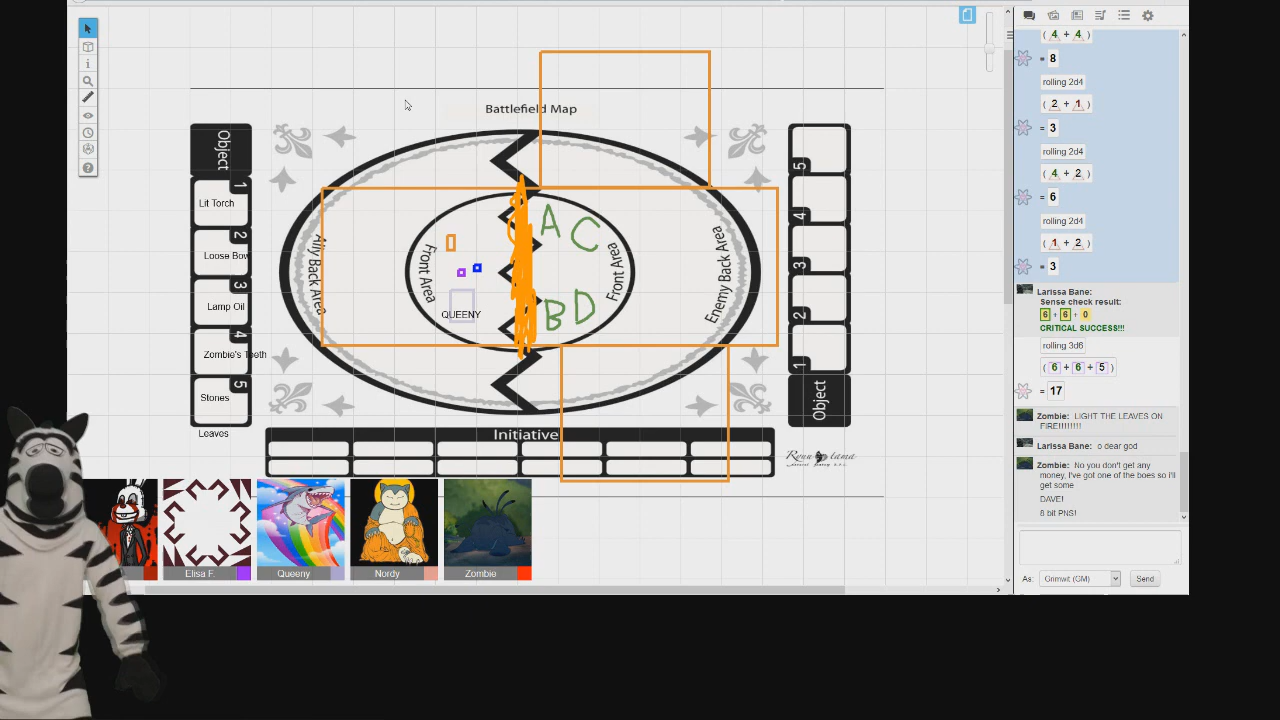 Battlefield Map
Object
1
Lit Torch
2
Loose Bow
3
Lamp Oil
4
Zombie's Teeth
5
Stones
Leaves
Ally Back Area
Front Area
QUEENY
A C
B D
Front Area
Enemy Back Area
5
4
3
2
1
Object
Initiative
Elisa F.
Queeny
Nordy
Zombie
( 4 + 4 )
= 8
rolling 2d4
( 2 + 1 )
= 3
rolling 2d4
( 4 + 2 )
= 6
rolling 2d4
( 1 + 2 )
= 3
Larissa Bane:
Sense check result:
6 + 6 + 0
CRITICAL SUCCESS!!!
rolling 3d6
( 6 + 6 + 5 )
= 17
Zombie: LIGHT THE LEAVES ON
FIRE!!!!!!!!!
Larissa Bane: o dear god
Zombie: No you don't get any
money, I've got one of the boes so i'll
get some
DAVE!
8 bit PNS!
As: Grimwit (GM) Send